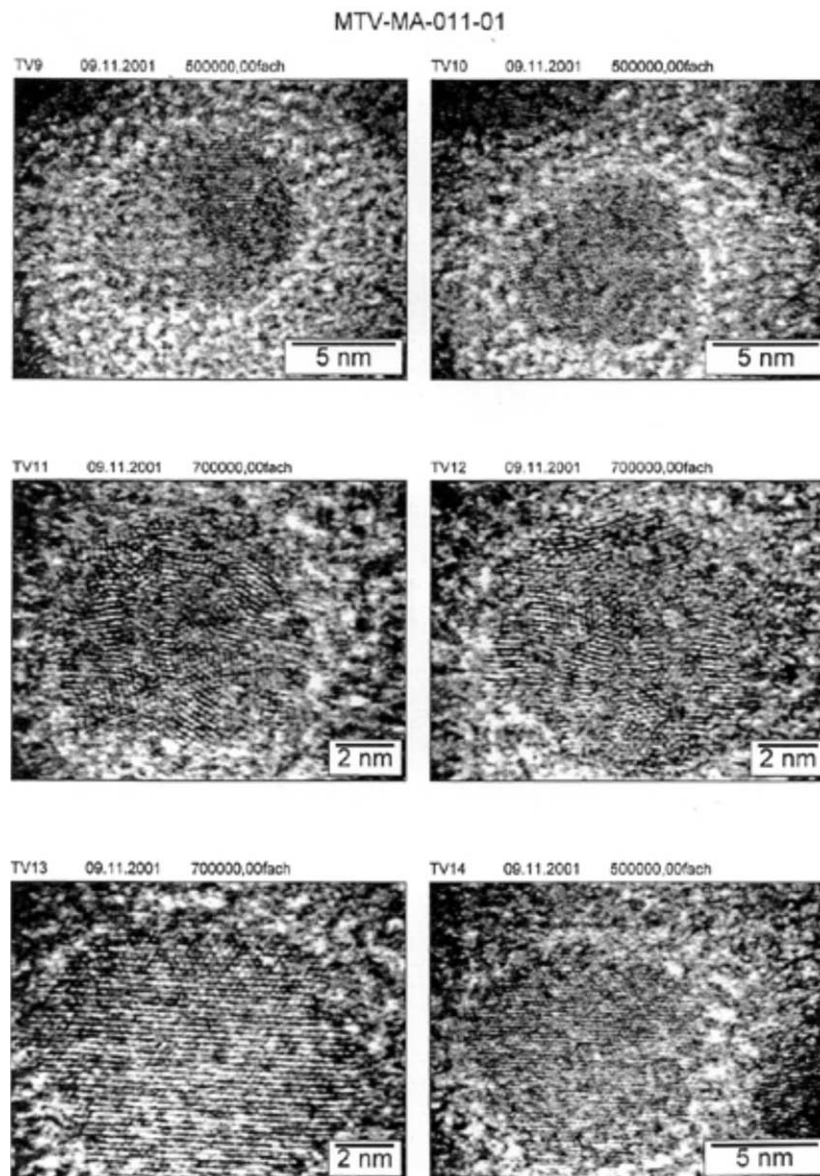 MTV-MA-011-01
TV9 09.11.2001 500000,00fach
TV10 09.11.2001 500000,00fach
5 nm
5 nm
TV11 09.11.2001 700000,00fach
TV12 09.11.2001 700000,00fach
2 nm
2 nm
TV13 09.11.2001 700000,00fach
TV14 09.11.2001 500000,00fach
2 nm
5 nm